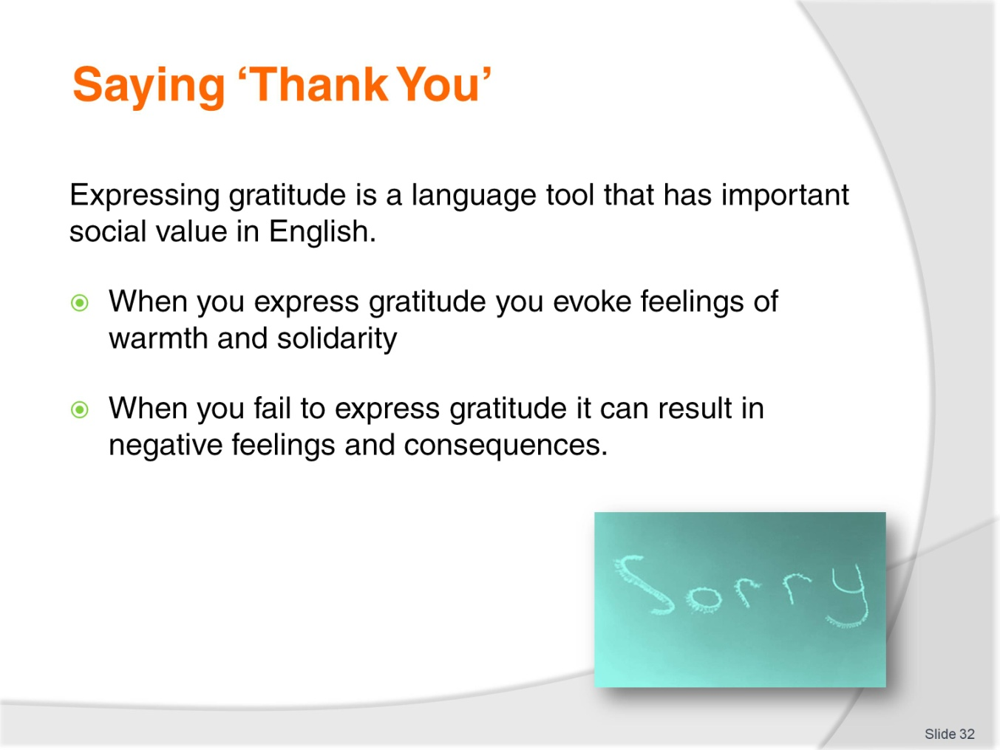 Saying ‘Thank You’
Expressing gratitude is a language tool that has important
social value in English.
When you express gratitude you evoke feelings of
warmth and solidarity
When you fail to express gratitude it can result in
negative feelings and consequences.
Sorry
Slide 32